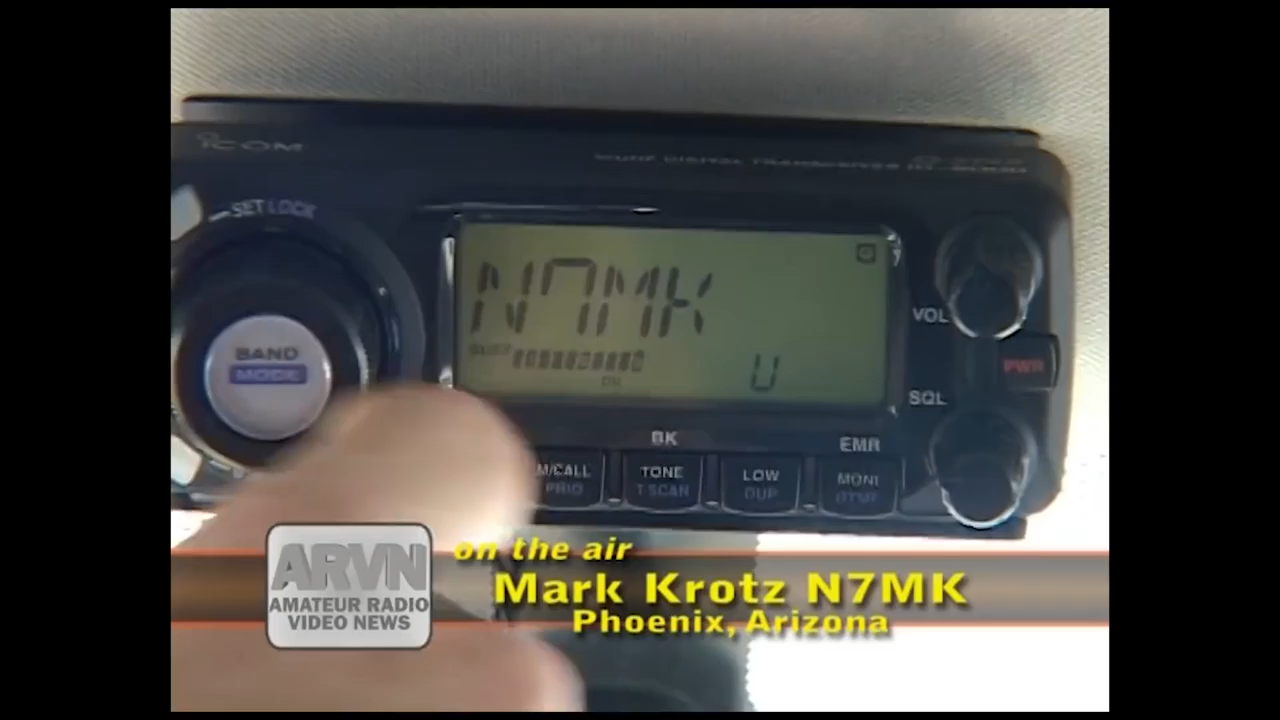 ICOM
SET LOCK
N7MK
U
BAND
MODE
VOL
PWR
SQL
BK
EMR
M/CALL
PRIO
TONE
T SCAN
LOW
DUP
MONI
ARVN
AMATEUR RADIO
VIDEO NEWS
on the air
Mark Krotz N7MK
Phoenix, Arizona